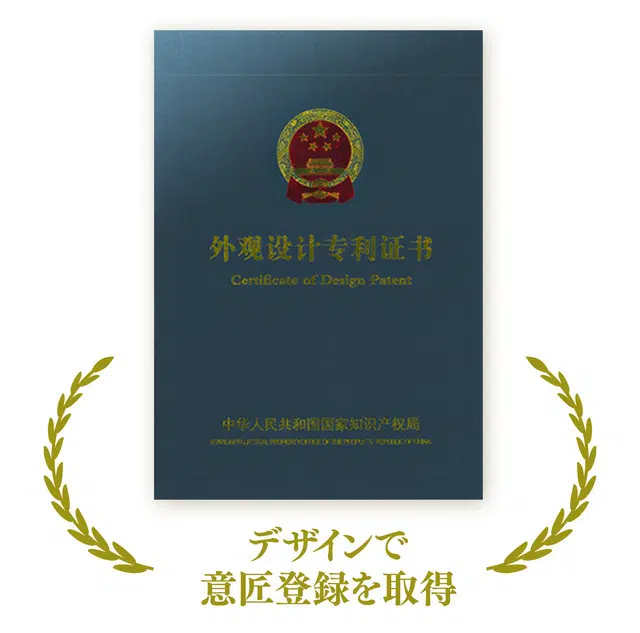 外观设计专利证书
Certificate of Design Patent
中华人民共和国国家知识产权局
デザインで
意匠登録を取得